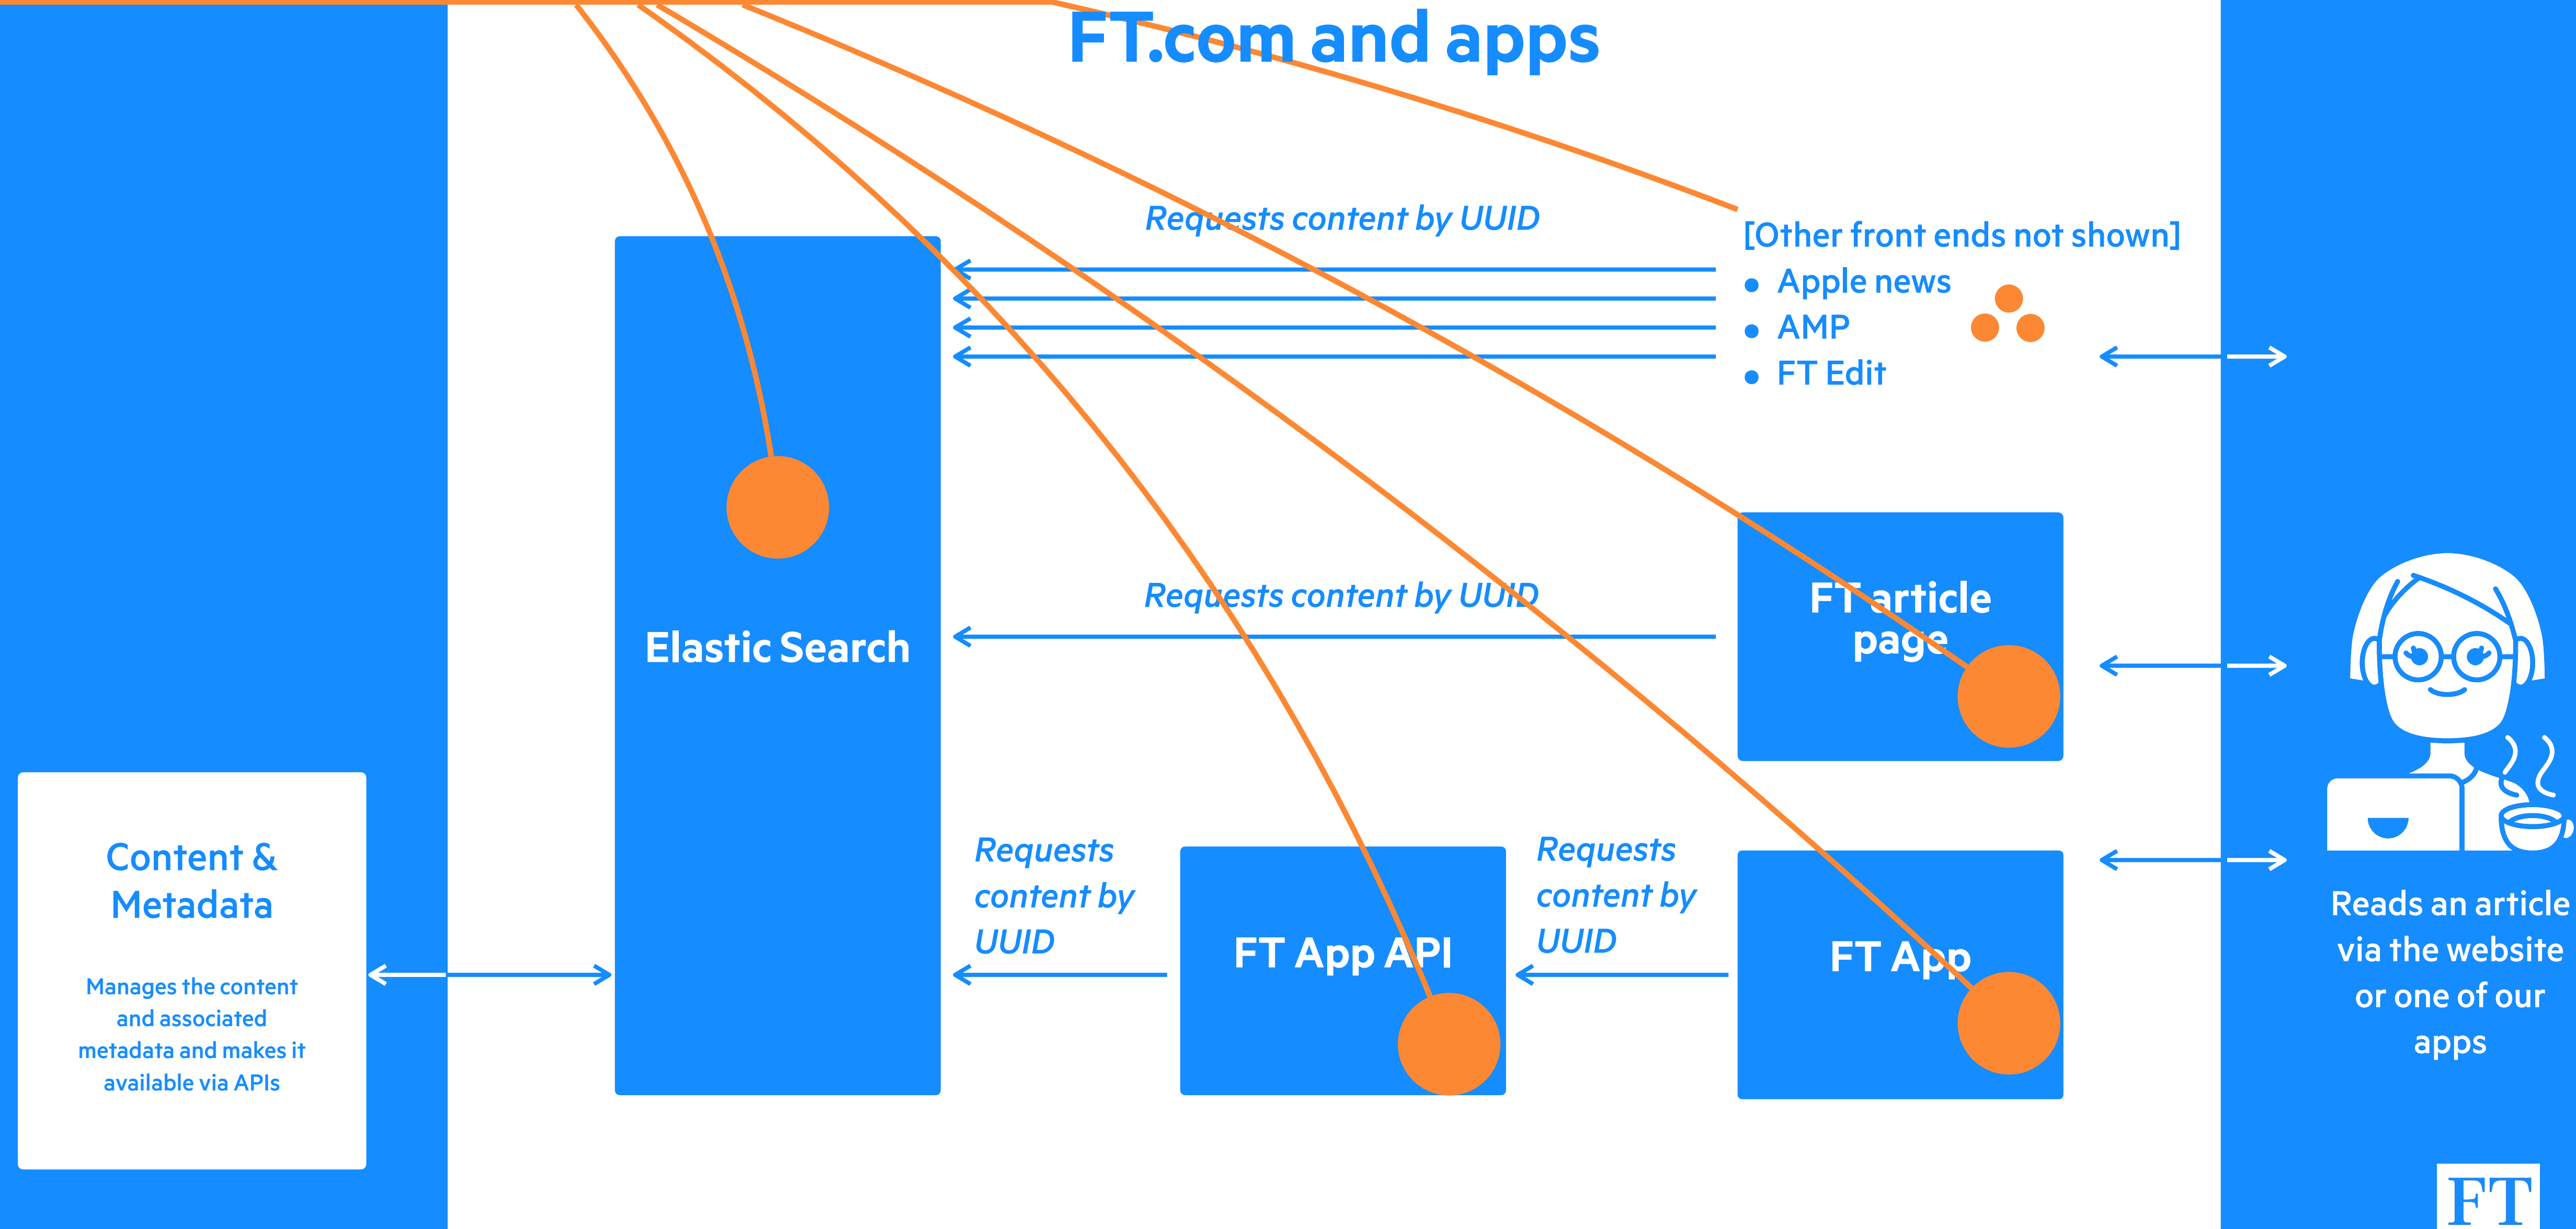 FT.com and apps
Requests content by UUID
[Other front ends not shown]
• Apple news
• AMP
• FT Edit
Elastic Search
Requests content by UUID
FT article
page
Content &
Metadata
Manages the content
and associated
metadata and makes it
available via APIs
Requests
content by
UUID
FT App API
Requests
content by
UUID
FT App
Reads an article
via the website
or one of our
apps
FT